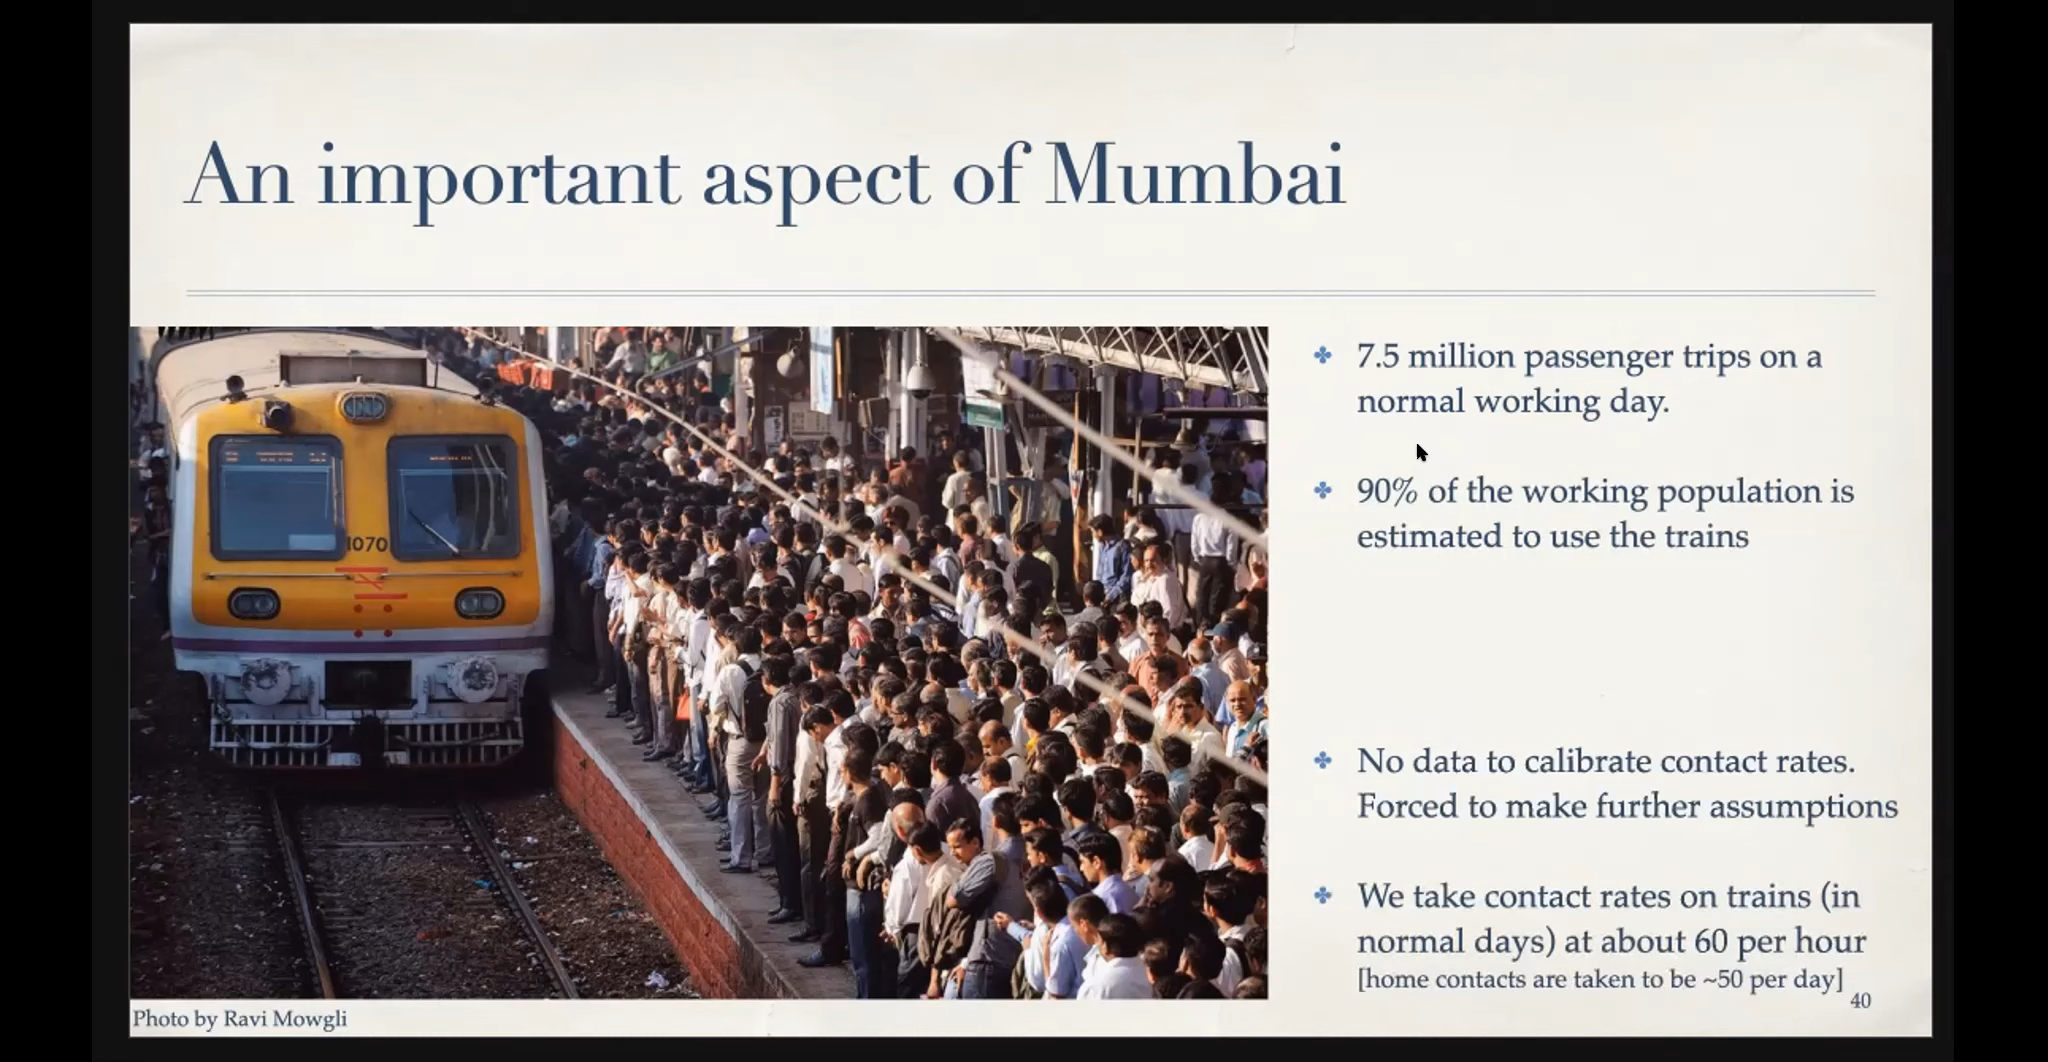 An important aspect of Mumbai
7.5 million passenger trips on a
normal working day.
90% of the working population is
estimated to use the trains
No data to calibrate contact rates.
Forced to make further assumptions
We take contact rates on trains (in
normal days) at about 60 per hour
[home contacts are taken to be ~50 per day]
40
1070
Photo by Ravi Mowgli